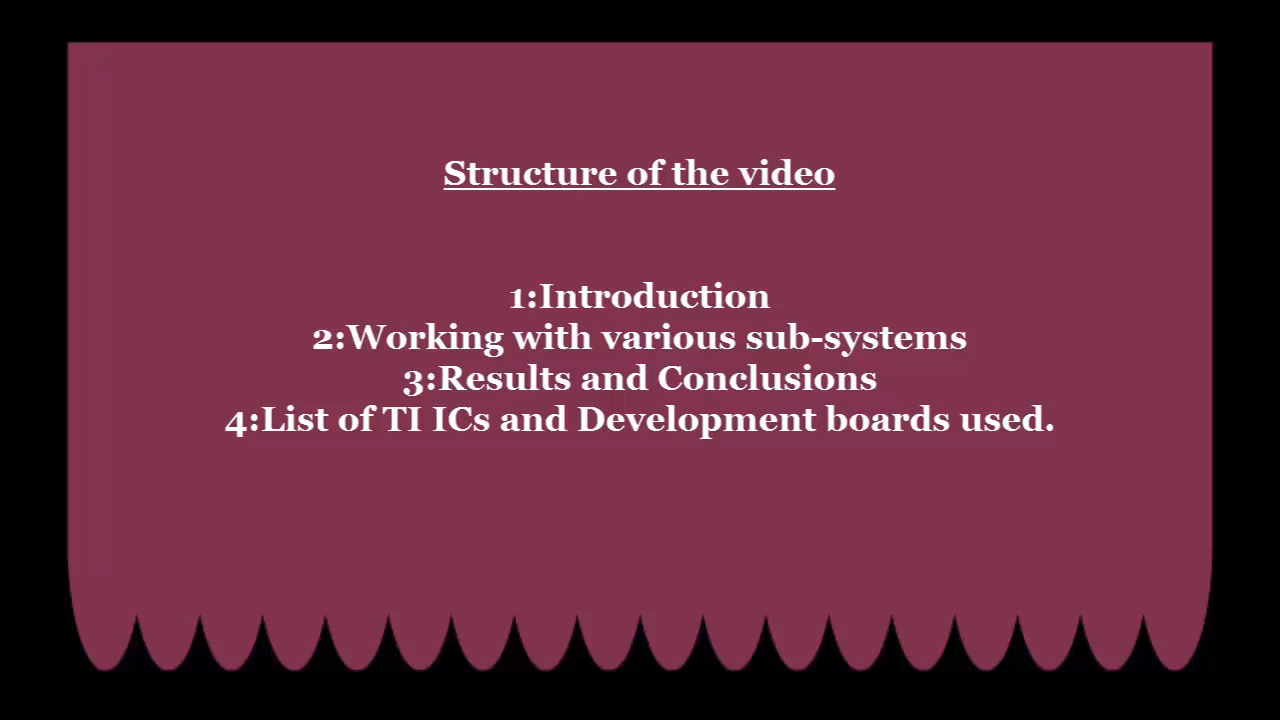 Structure of the video
1:Introduction
2:Working with various sub-systems
3:Results and Conclusions
4:List of TI ICs and Development boards used.